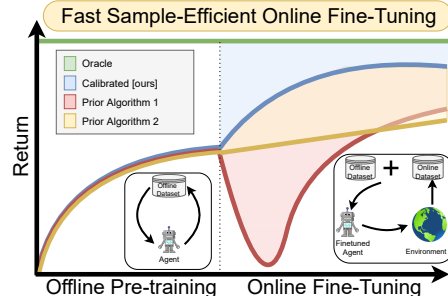 Fast Sample-Efficient Online Fine-Tuning
Oracle
Calibrated [ours]
Prior Algorithm 1
Prior Algorithm 2
Return
Offline
Dataset
Agent
Offline
Dataset
+
Online
Dataset
Finetuned
Agent
Environment
Offline Pre-training
Online Fine-Tuning